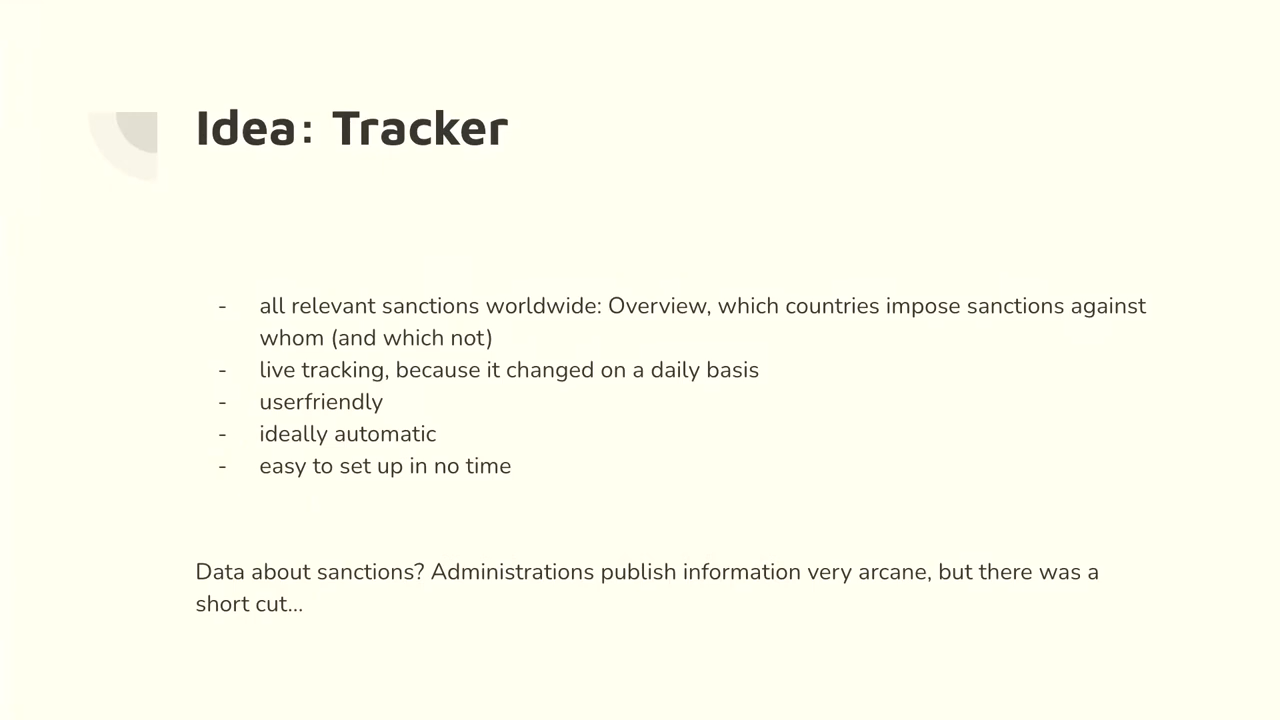 Idea: Tracker
- all relevant sanctions worldwide: Overview, which countries impose sanctions against
whom (and which not)
- live tracking, because it changed on a daily basis
- userfriendly
- ideally automatic
- easy to set up in no time
Data about sanctions? Administrations publish information very arcane, but there was a
short cut...